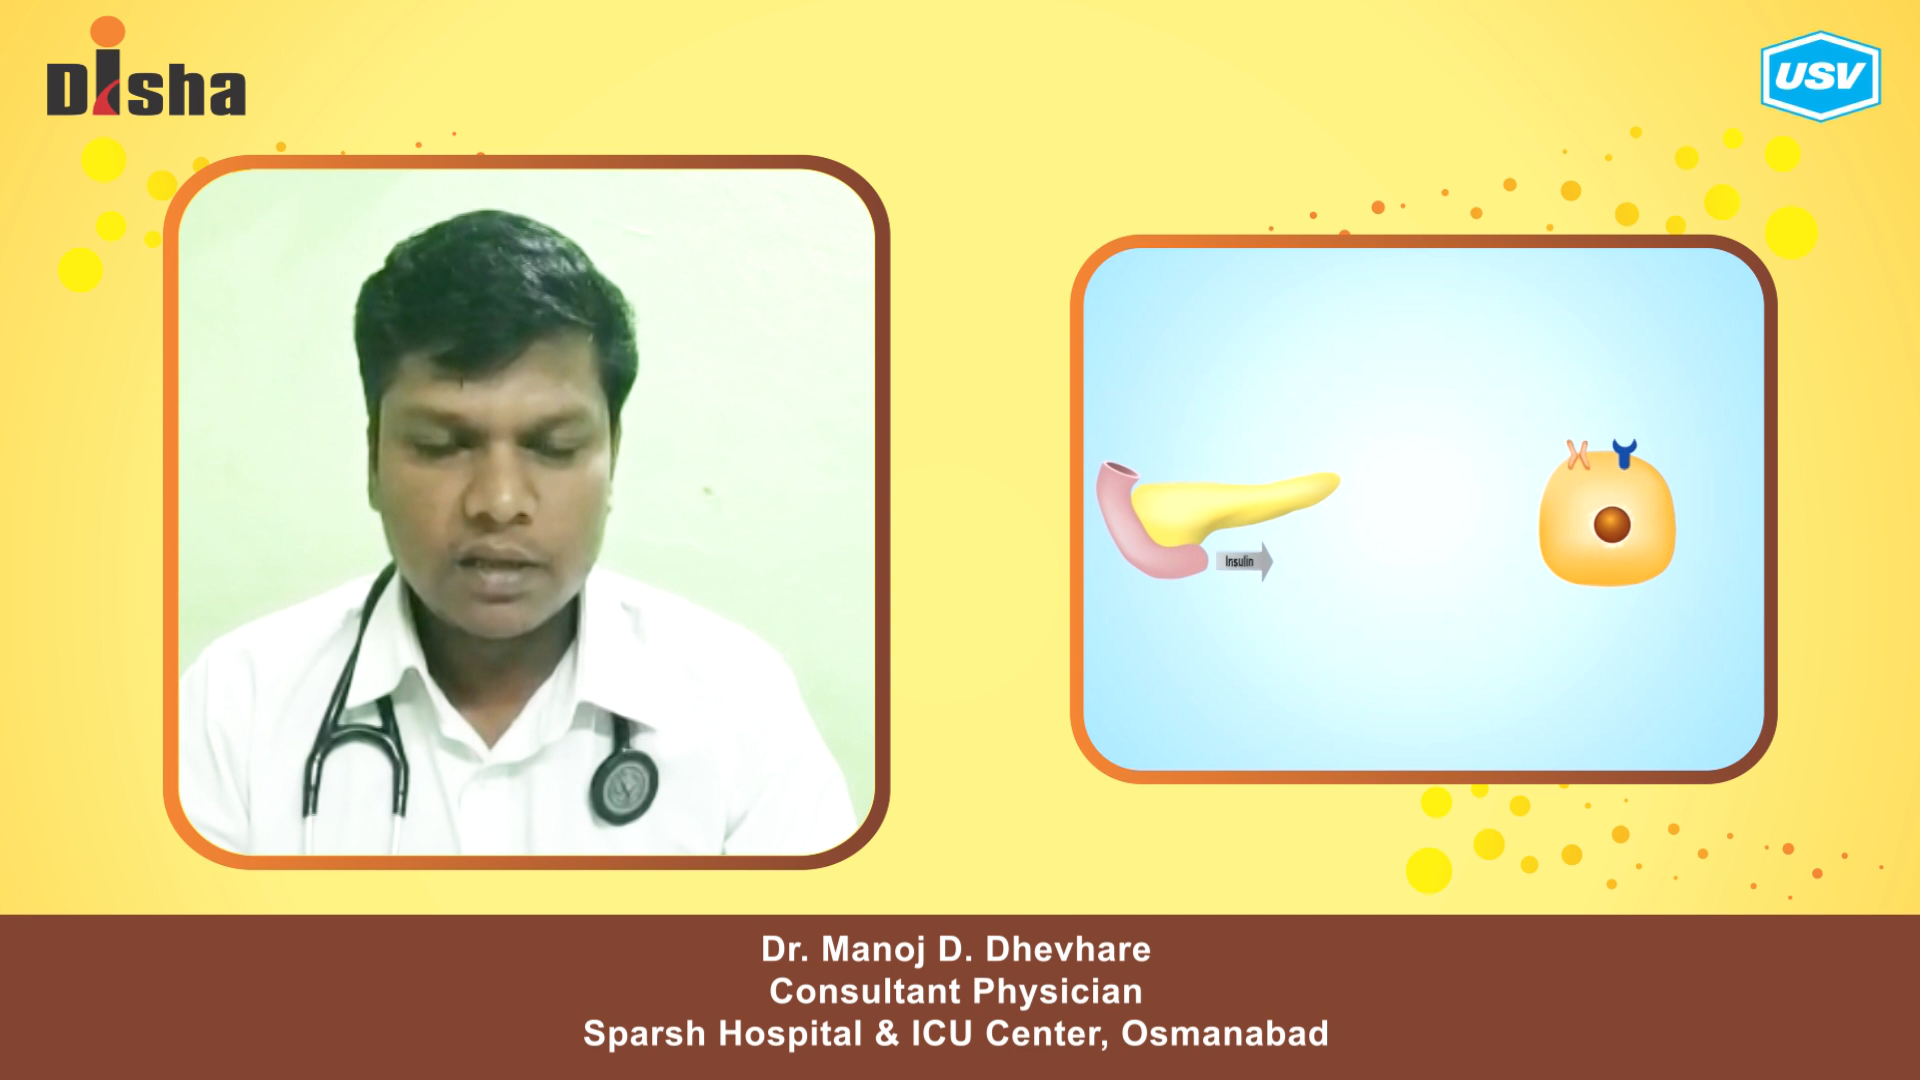 Disha
USV
Insulin
Dr. Manoj D. Dhevhare
Consultant Physician
Sparsh Hospital & ICU Center, Osmanabad